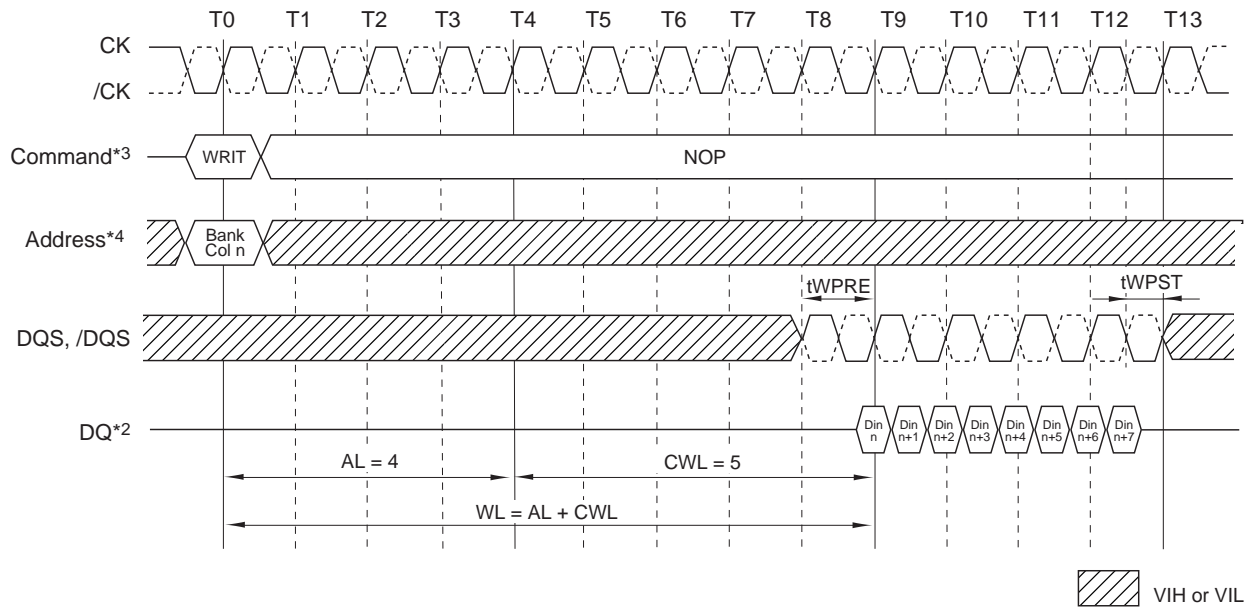 T0 T1 T2 T3 T4 T5 T6 T7 T8 T9 T10 T11 T12 T13
CK
/CK
Command*3
WRIT
NOP
Address*4
Bank
Col n
tWPRE
tWPST
DQS, /DQS
DQ*2
Din
n
Din
n+1
Din
n+2
Din
n+3
Din
n+4
Din
n+5
Din
n+6
Din
n+7
AL = 4
CWL = 5
WL = AL + CWL
VIH or VIL